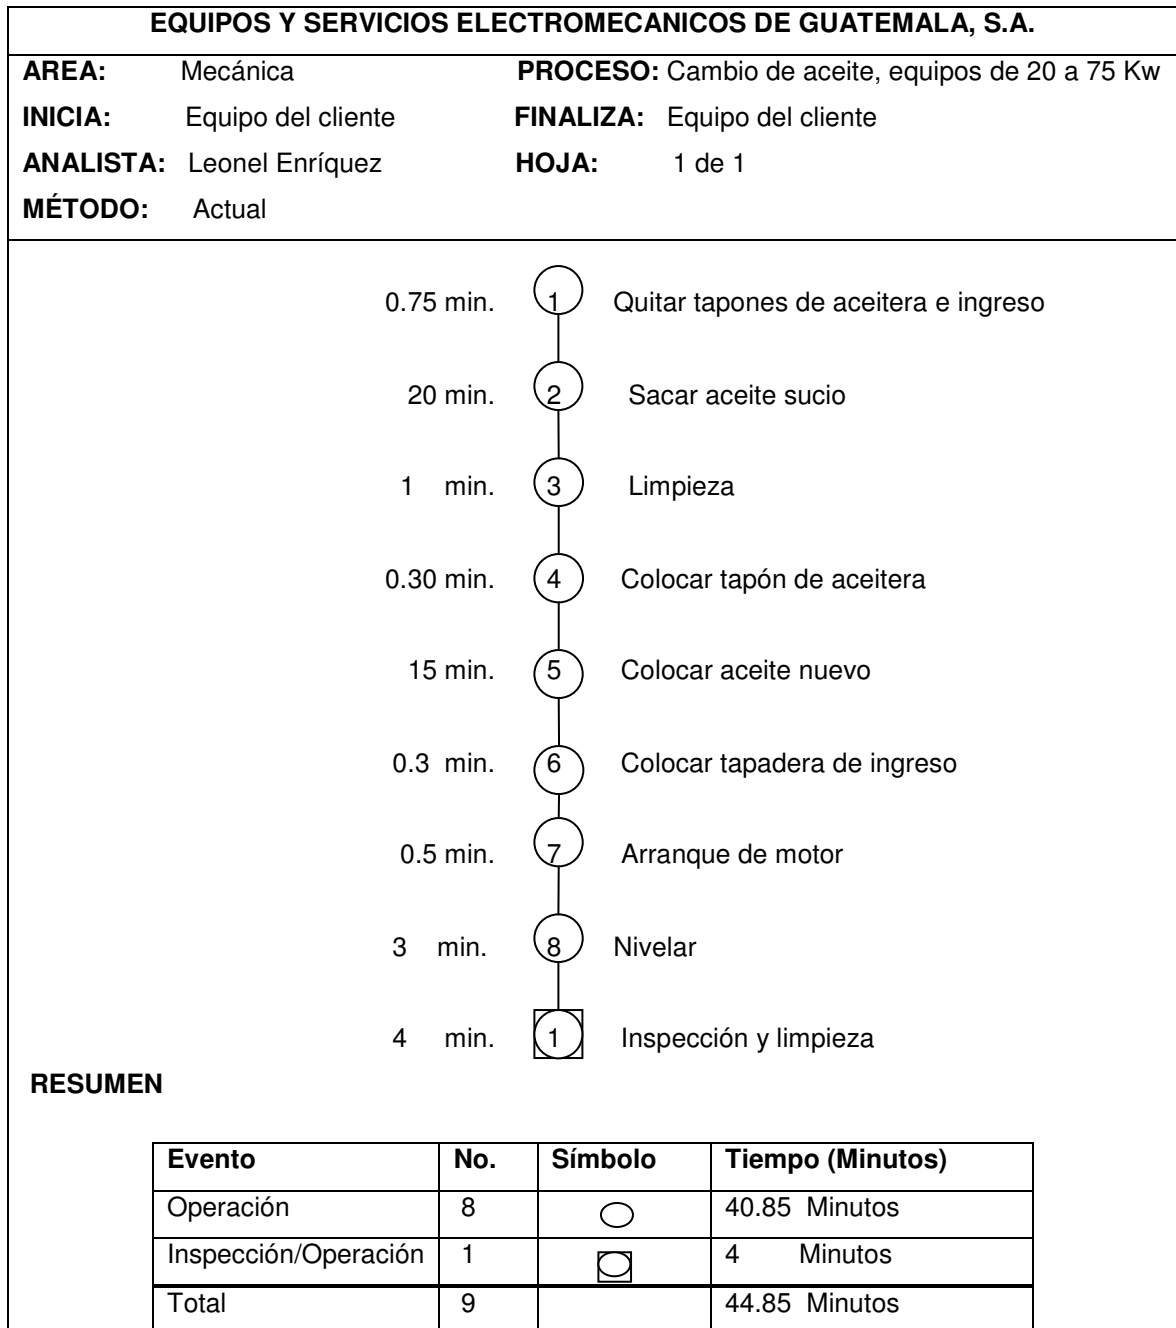 EQUIPOS Y SERVICIOS ELECTROMECANICOS DE GUATEMALA, S.A.
AREA: Mecánica PROCESO: Cambio de aceite, equipos de 20 a 75 Kw
INICIA: Equipo del cliente FINALIZA: Equipo del cliente
ANALISTA: Leonel Enríquez HOJA: 1 de 1
MÉTODO: Actual
0.75 min. 1 Quitar tapones de aceitera e ingreso
20 min. 2 Sacar aceite sucio
1 min. 3 Limpieza
0.30 min. 4 Colocar tapón de aceitera
15 min. 5 Colocar aceite nuevo
0.3 min. 6 Colocar tapadera de ingreso
0.5 min. 7 Arranque de motor
3 min. 8 Nivelar
4 min. 1 Inspección y limpieza
RESUMEN
Evento No. Símbolo Tiempo (Minutos)
Operación 8 40.85 Minutos
Inspección/Operación 1 4 Minutos
Total 9 44.85 Minutos